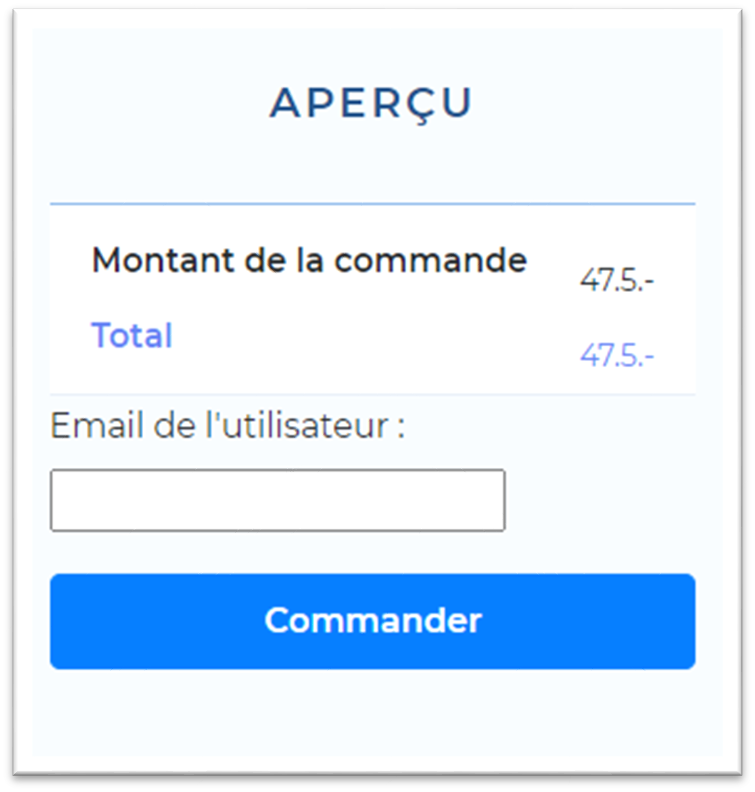 APERÇU
Montant de la commande 47.5.-
Total 47.5.-
Email de l'utilisateur :
Commander